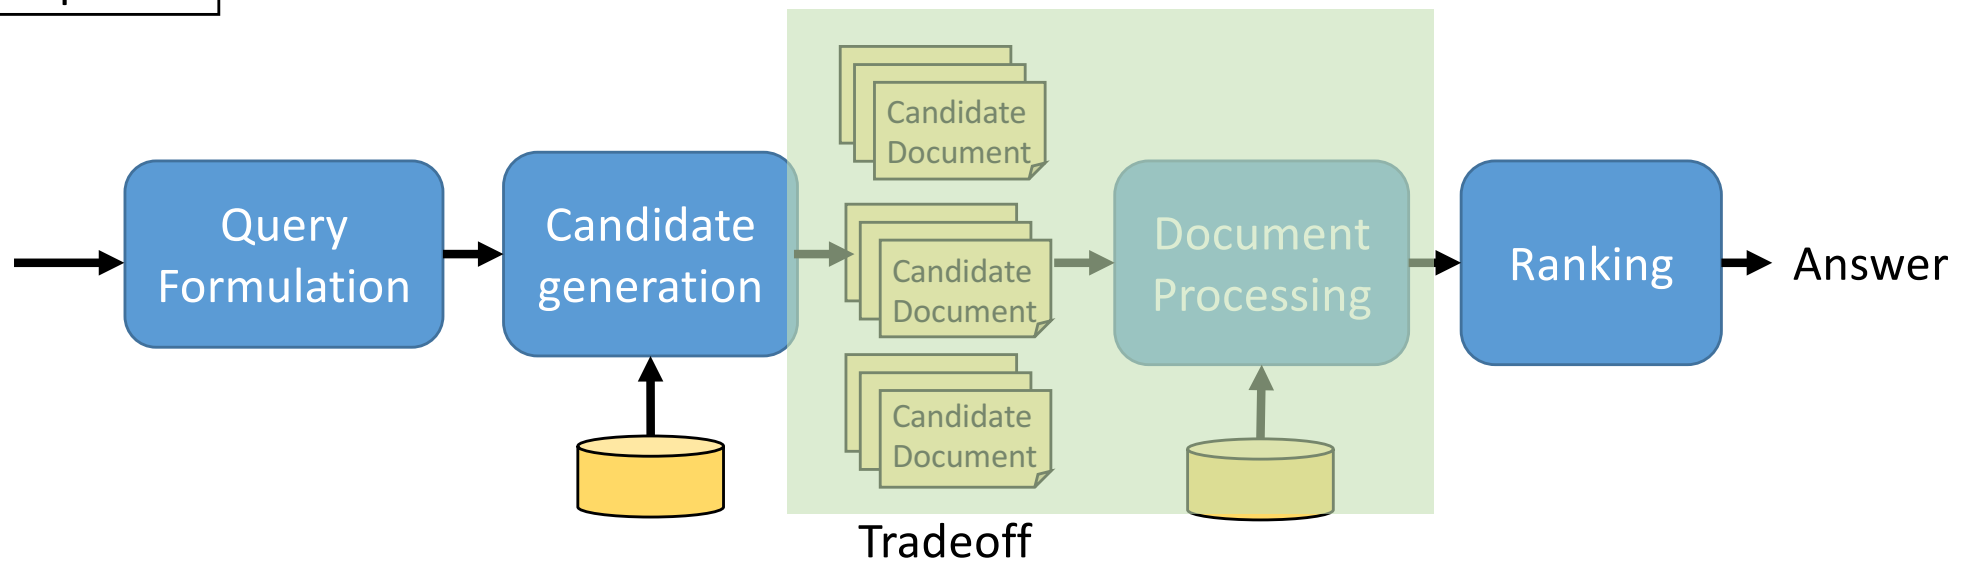 Query
Formulation
Candidate
generation
Candidate
Document
Candidate
Document
Candidate
Document
Document
Processing
Ranking
Answer
Tradeoff